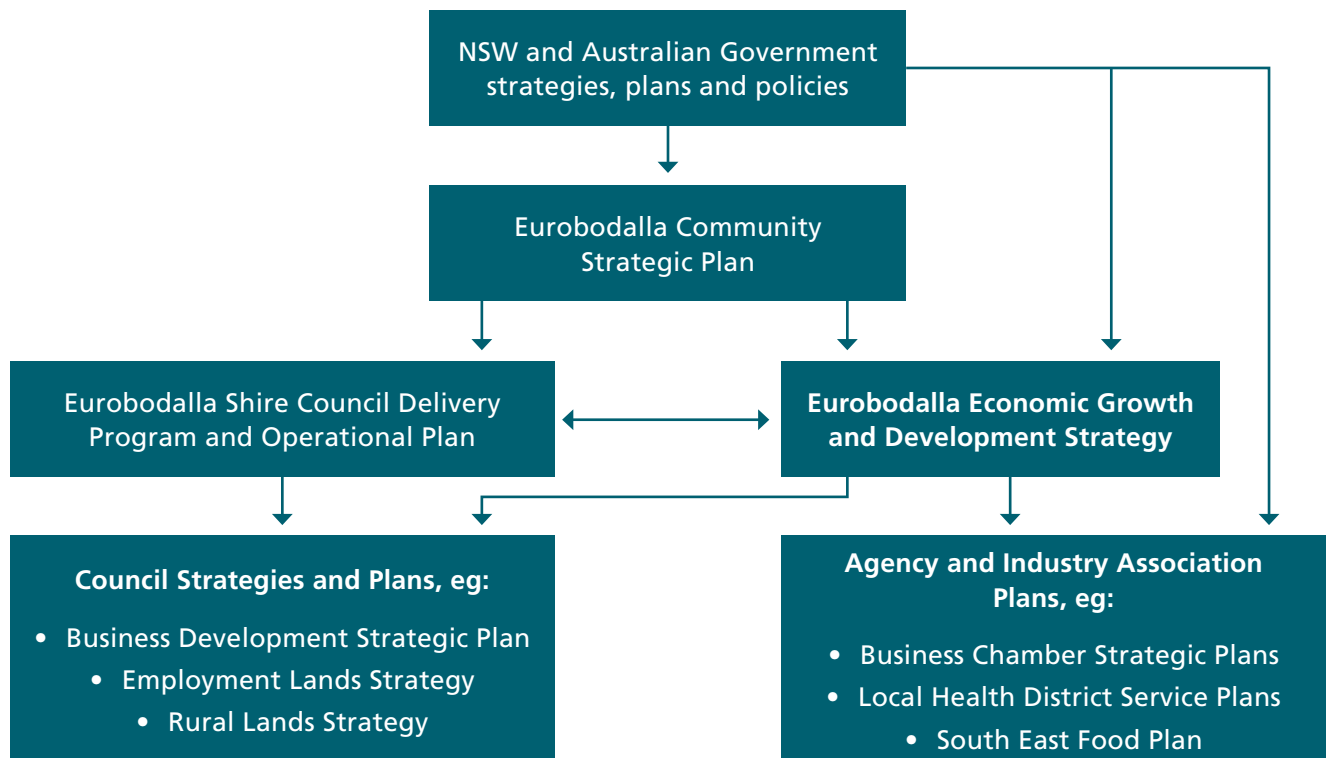 NSW and Australian Government
strategies, plans and policies
Eurobodalla Community
Strategic Plan
Eurobodalla Shire Council Delivery
Program and Operational Plan
Eurobodalla Economic Growth
and Development Strategy
Council Strategies and Plans, eg:
• Business Development Strategic Plan
• Employment Lands Strategy
• Rural Lands Strategy
Agency and Industry Association
Plans, eg:
• Business Chamber Strategic Plans
• Local Health District Service Plans
• South East Food Plan